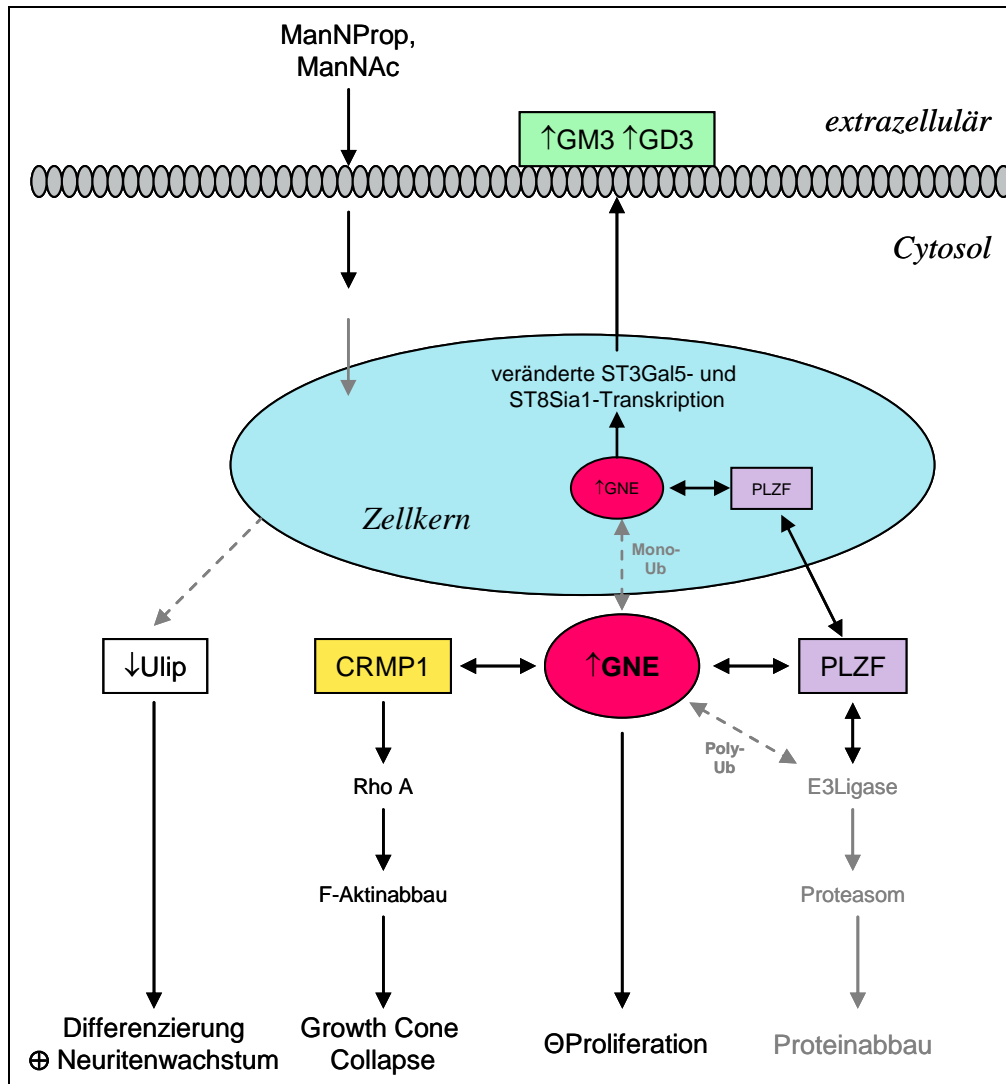 ManNProp,
ManNAc
extrazellulär
↑GM3 ↑GD3
Cytosol
veränderte ST3Gal5- und
ST8Sia1-Transkription
↑GNE
PLZF
Zellkern
Mono-
Ub
↓Ulip
CRMP1
↑GNE
PLZF
Poly-
Ub
Rho A
E3Ligase
F-Aktinabbau
Proteasom
Differenzierung
⊕ Neuritenwachstum
Growth Cone
Collapse
ΘProliferation
Proteinabbau